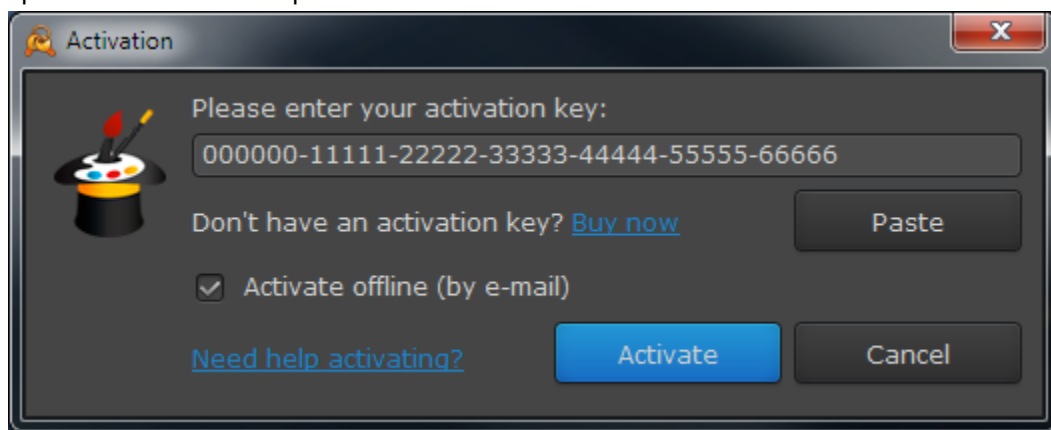 Activation
Please enter your activation key:
000000-11111-22222-33333-44444-55555-66666
Don't have an activation key? Buy now
Paste
Activate offline (by e-mail)
Need help activating?
Activate
Cancel